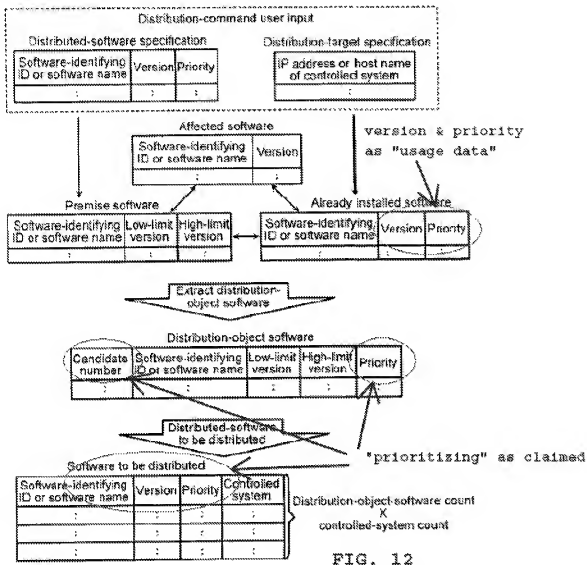 Distribution-command user input
Distributed-software specification
Distribution-target specification
Software-identifying ID or software name
Version
Priority
IP address or host name of controlled system
Affected software
Software-identifying ID or software name
Version
version & priority as "usage data"
Premise software
Already installed software
Software-identifying ID or software name
Low-limit version
High-limit version
Software-identifying ID or software name
Version
Priority
Extract distribution-object software
Distribution-object software
Candidate number
Software-identifying ID or software name
Low-limit version
High-limit version
Priority
Distributed-software to be distributed
"prioritizing" as claimed
Software to be distributed
Software-identifying ID or software name
Version
Priority
Controlled system
Distribution-object-software count
X
controlled-system count
FIG. 12